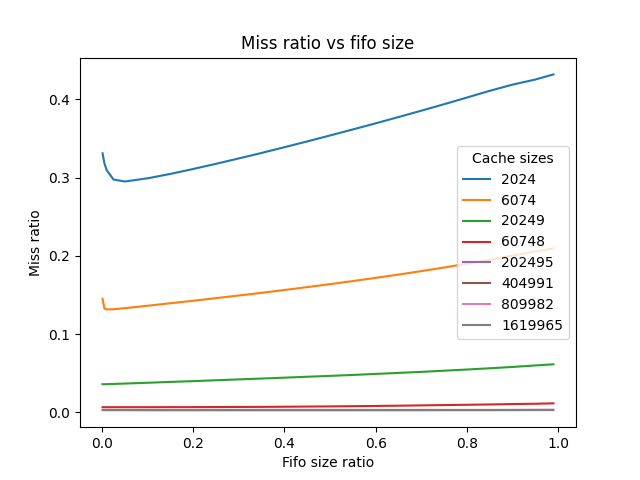 Miss ratio vs fifo size
Miss ratio
0.4
0.3
0.2
0.1
0.0
Cache sizes
2024
6074
20249
60748
202495
404991
809982
1619965
0.0 0.2 0.4 0.6 0.8 1.0
Fifo size ratio